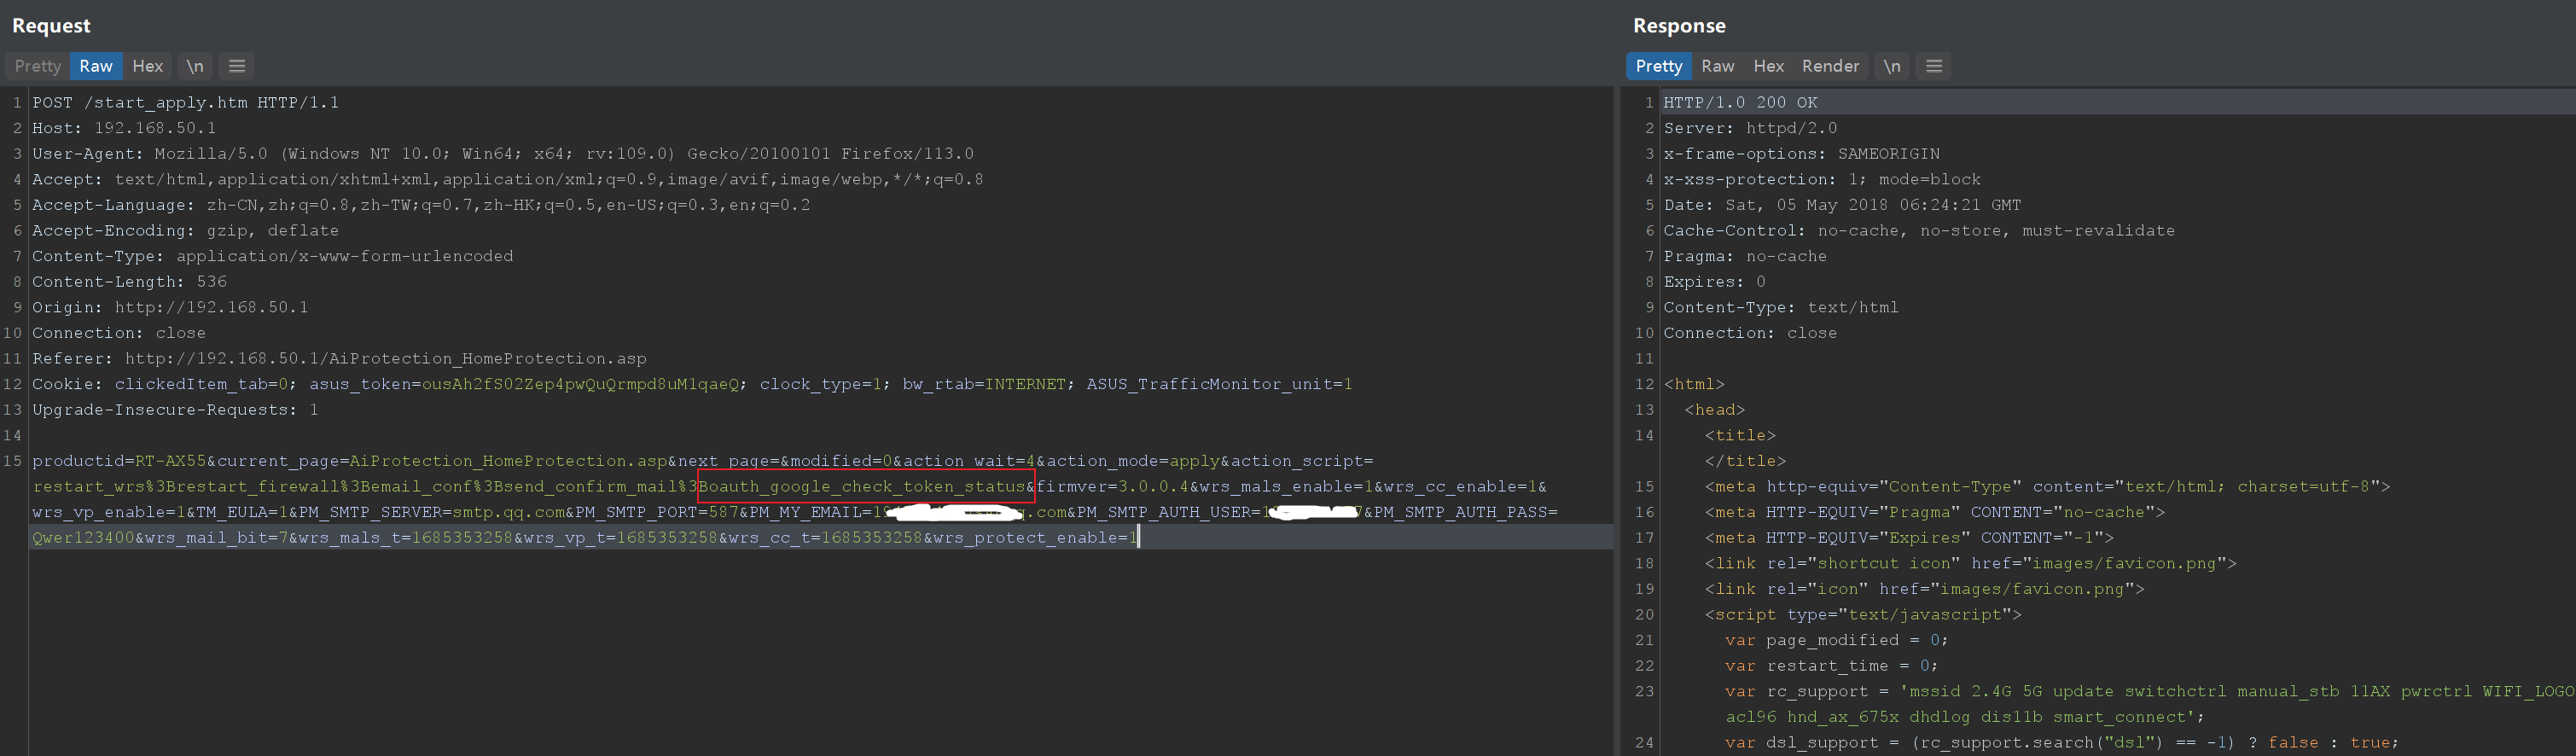 Request
Pretty Raw Hex \n
1 POST /start_apply.htm HTTP/1.1
2 Host: 192.168.50.1
3 User-Agent: Mozilla/5.0 (Windows NT 10.0; Win64; x64; rv:109.0) Gecko/20100101 Firefox/113.0
4 Accept: text/html,application/xhtml+xml,application/xml;q=0.9,image/avif,image/webp,*/*;q=0.8
5 Accept-Language: zh-CN,zh;q=0.8,zh-TW;q=0.7,zh-HK;q=0.5,en-US;q=0.3,en;q=0.2
6 Accept-Encoding: gzip, deflate
7 Content-Type: application/x-www-form-urlencoded
8 Content-Length: 536
9 Origin: http://192.168.50.1
10 Connection: close
11 Referer: http://192.168.50.1/AiProtection_HomeProtection.asp
12 Cookie: clickedItem_tab=0; asus_token=ousAh2fS02Zep4pwQuQrmpd8uM1qaeQ; clock_type=1; bw_rtab=INTERNET; ASUS_TrafficMonitor_unit=1
13 Upgrade-Insecure-Requests: 1
14
15 productid=RT-AX55&current_page=AiProtection_HomeProtection.asp&next_page=&modified=0&action_wait=4&action_mode=apply&action_script=
restart_wrs%3Brestart_firewall%3Bemail_conf%3Bsend_confirm_mail%3Boauth_google_check_token_status&firmver=3.0.0.4&wrs_mals_enable=1&wrs_cc_enable=1&
wrs_vp_enable=1&TM_EULA=1&PM_SMTP_SERVER=smtp.qq.com&PM_SMTP_PORT=587&PM_MY_EMAIL= .com&PM_SMTP_AUTH_USER= &PM_SMTP_AUTH_PASS=
Qwer123400&wrs_mail_bit=7&wrs_mals_t=1685353258&wrs_vp_t=1685353258&wrs_cc_t=1685353258&wrs_protect_enable=1
Response
Pretty Raw Hex Render \n
1 HTTP/1.0 200 OK
2 Server: httpd/2.0
3 x-frame-options: SAMEORIGIN
4 x-xss-protection: 1; mode=block
5 Date: Sat, 05 May 2018 06:24:21 GMT
6 Cache-Control: no-cache, no-store, must-revalidate
7 Pragma: no-cache
8 Expires: 0
9 Content-Type: text/html
10 Connection: close
11
12 <html>
13 <head>
14 <title>
</title>
15 <meta http-equiv="Content-Type" content="text/html; charset=utf-8">
16 <meta HTTP-EQUIV="Pragma" CONTENT="no-cache">
17 <meta HTTP-EQUIV="Expires" CONTENT="-1">
18 <link rel="shortcut icon" href="images/favicon.png">
19 <link rel="icon" href="images/favicon.png">
20 <script type="text/javascript">
21 var page_modified = 0;
22 var restart_time = 0;
23 var rc_support = 'mssid 2.4G 5G update switchctrl manual_stb 11AX pwrctrl WIFI_LOGO
acl96 hnd_ax_675x dhdlog dis11b smart_connect';
24 var dsl_support = (rc_support.search("dsl") == -1) ? false : true;